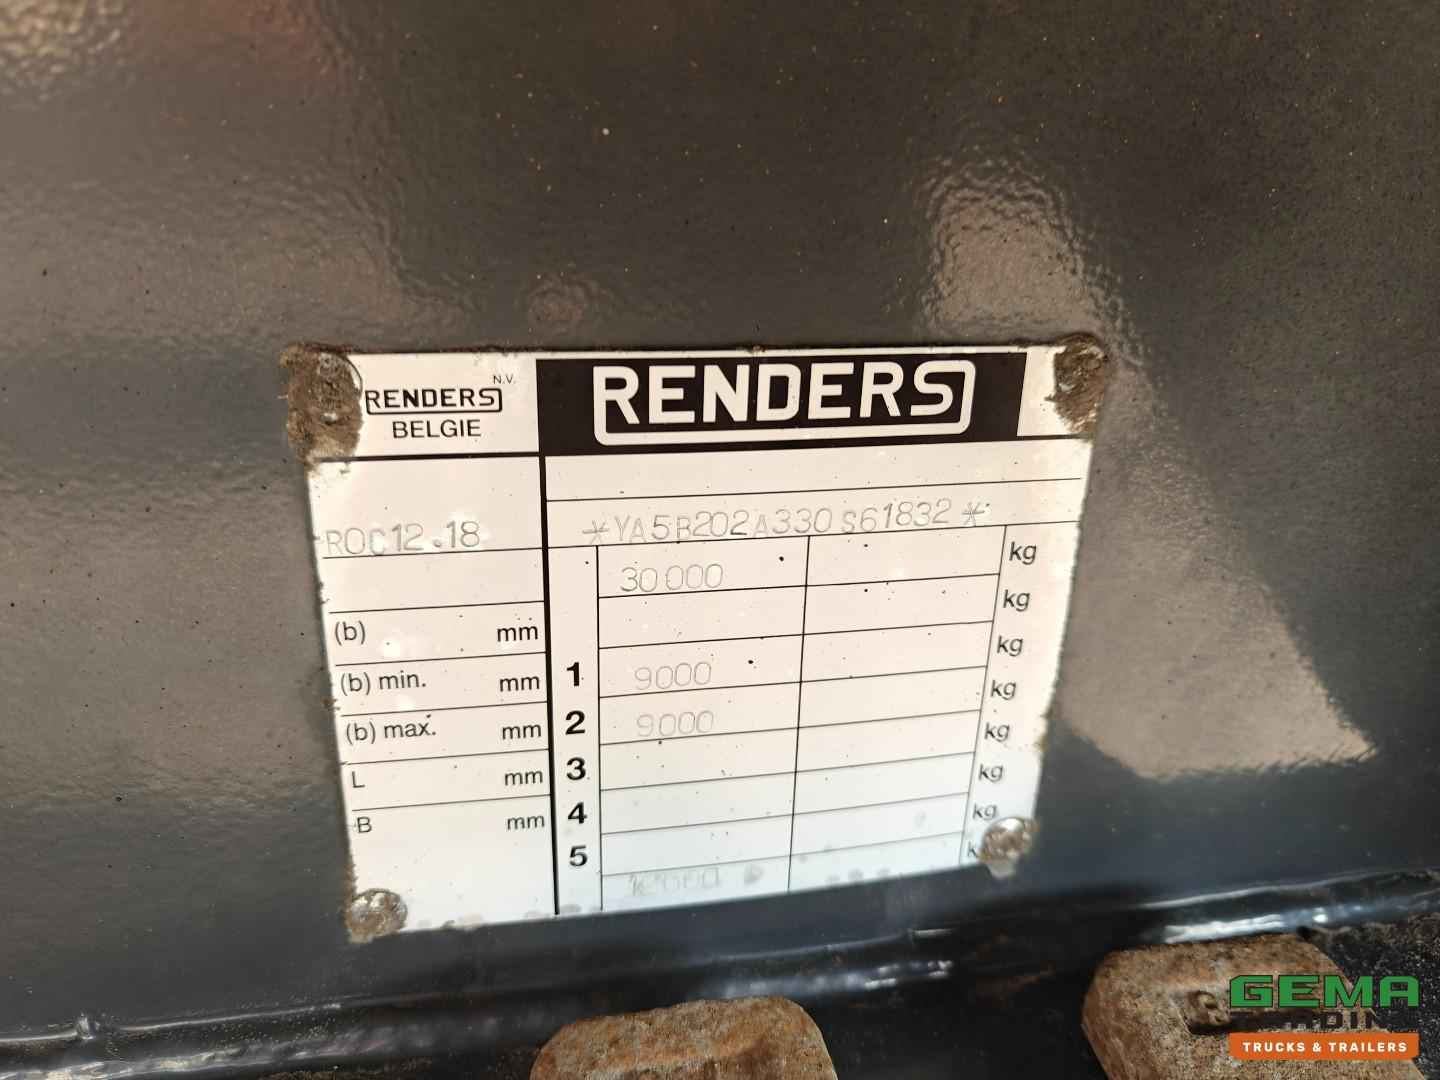 RENDERS N.V.
BELGIE
RENDERS
ROC12.18
*YA5B202A330S61832*
30000 kg
kg
(b) mm
1 9000 kg
(b) min. mm
2 9000 kg
(b) max. mm
3 kg
L mm
4 kg
B mm
5 kg
GEMA
TRUCKS & TRAILERS